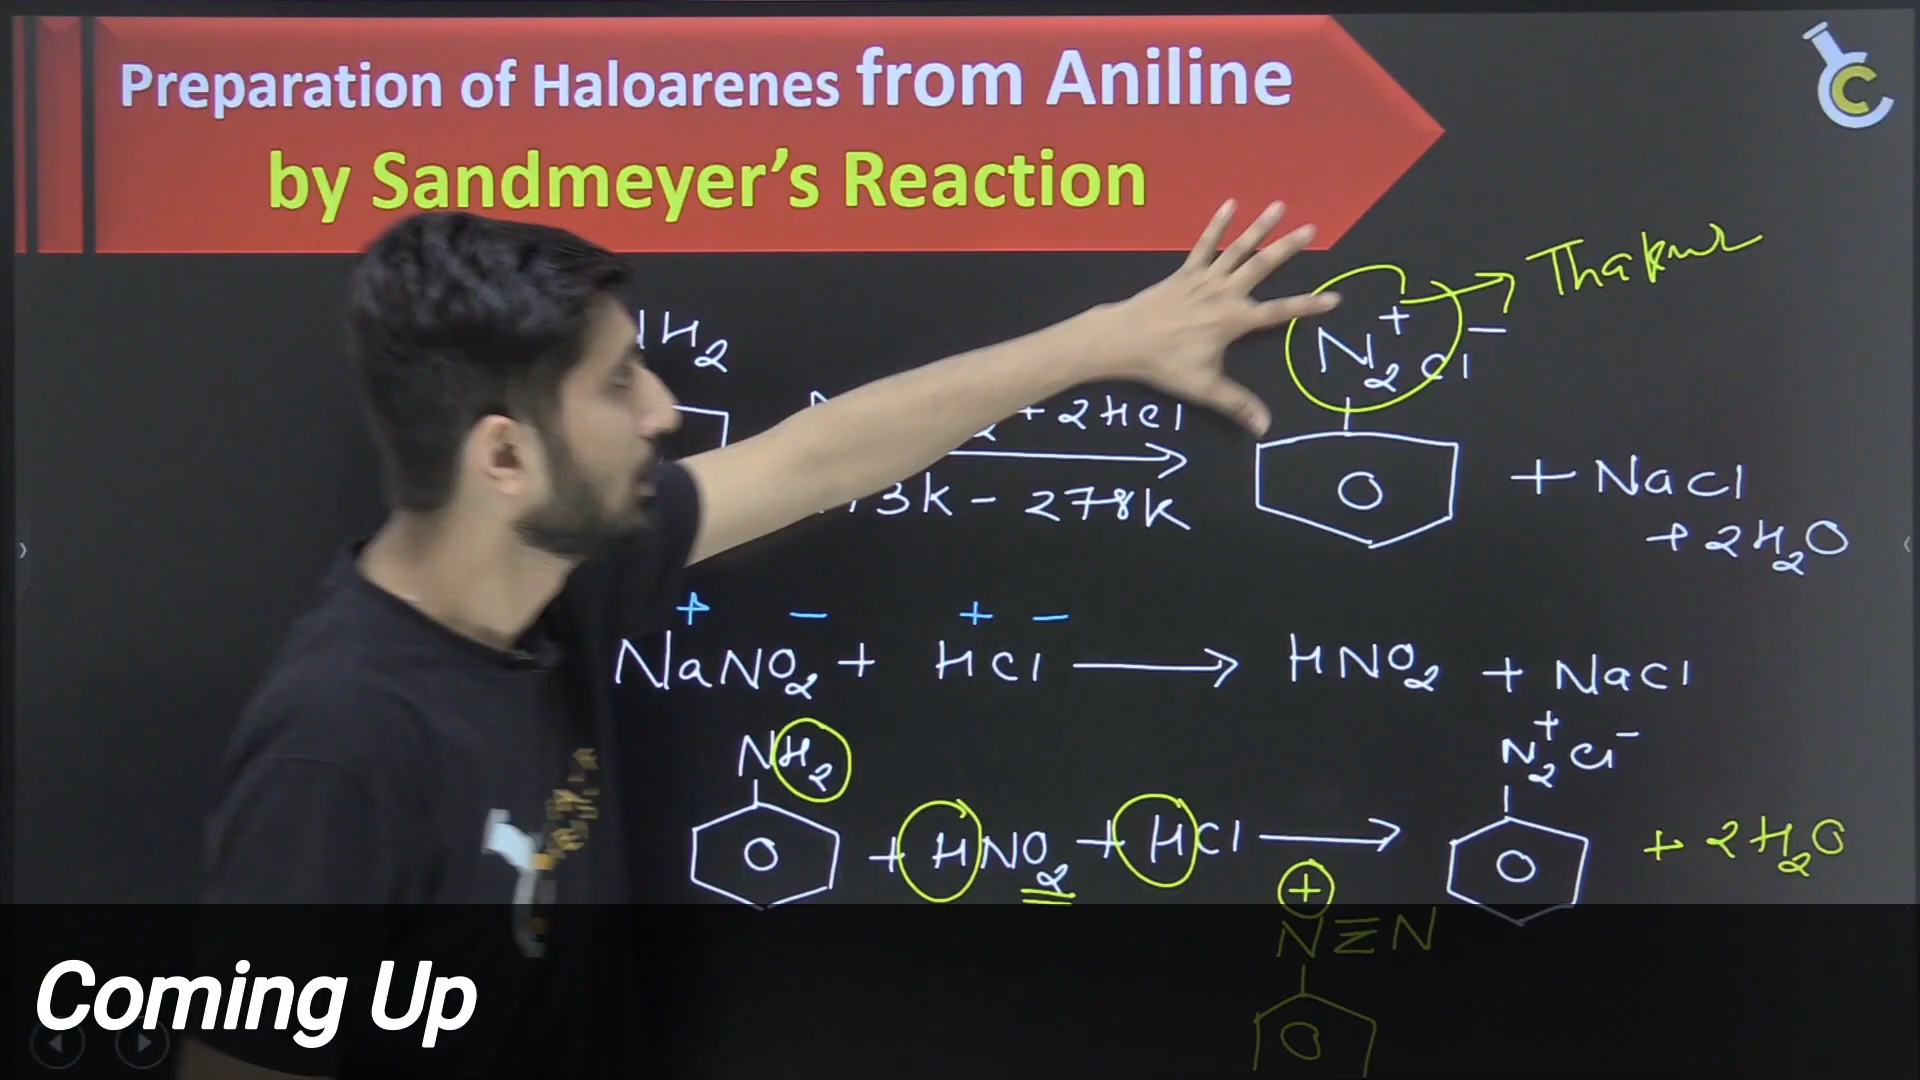 Preparation of Haloarenes from Aniline
by Sandmeyer's Reaction
Thakur
H2
N2+ Cl-
+ 2HCl
3K - 278K
O
+ NaCl
+ 2H2O
+ - + -
NaNO2 + HCl → HNO2 + NaCl
NH2
N2+ Cl-
O + HNO2 + HCl → O + 2H2O
+
N≡N
O
Coming Up